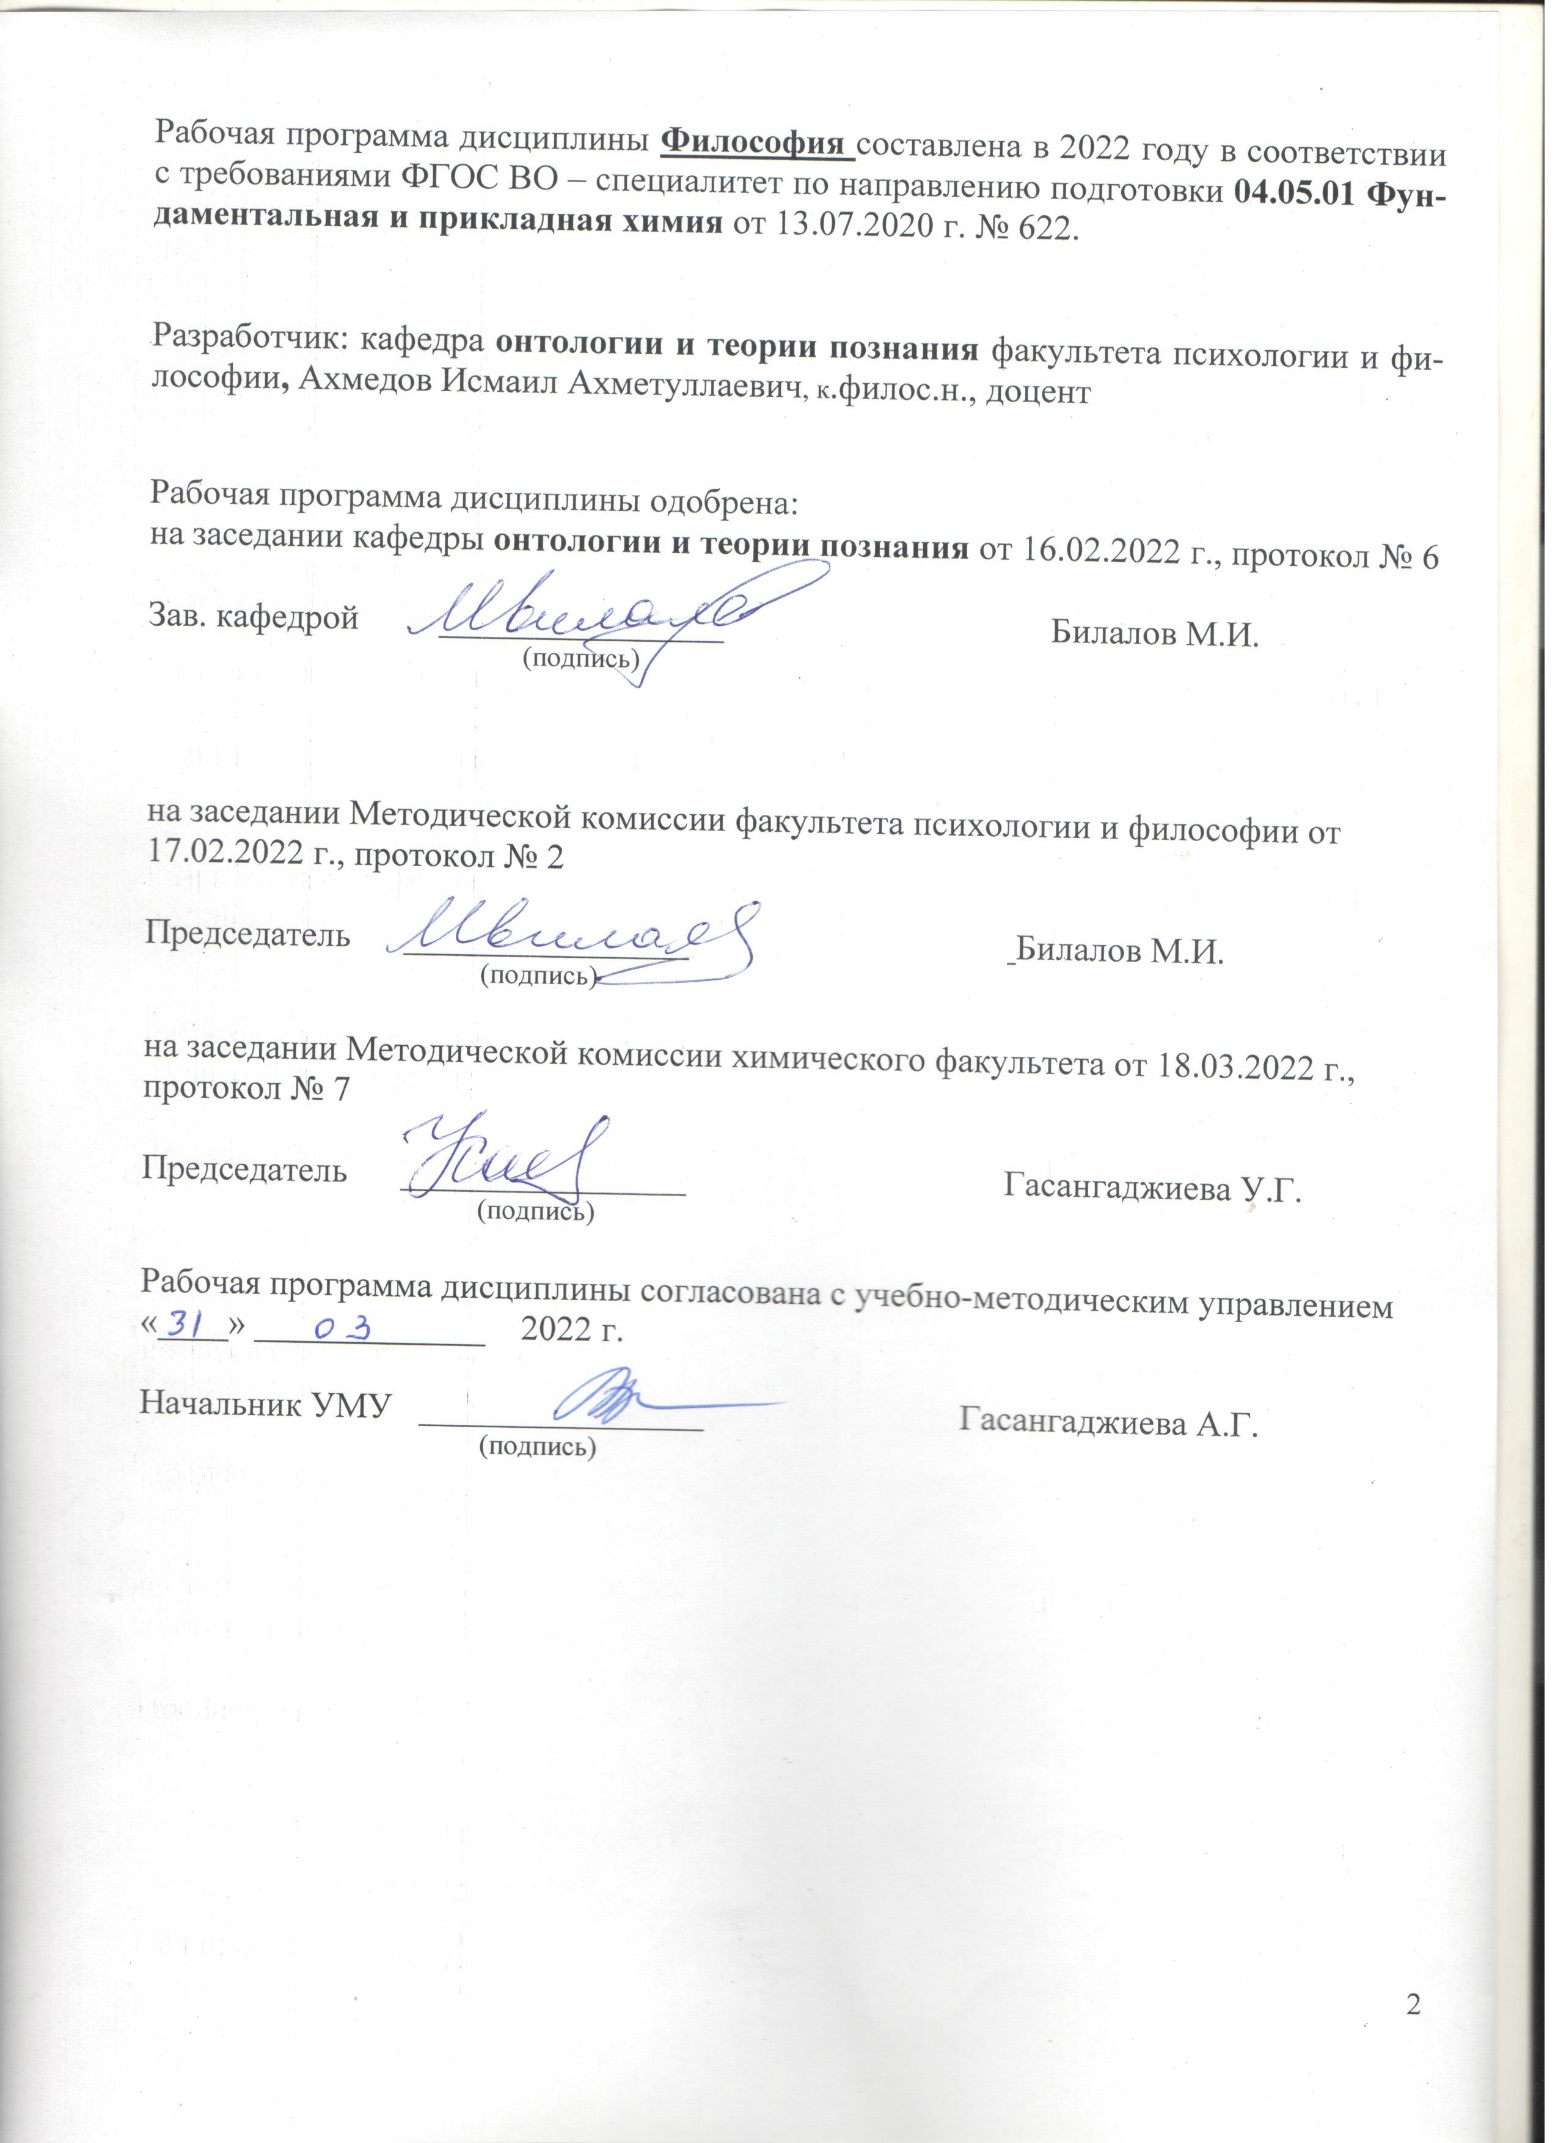 Рабочая программа дисциплины Философия составлена в 2022 году в соответствии
с требованиями ФГОС ВО – специалитет по направлению подготовки 04.05.01 Фун-
даментальная и прикладная химия от 13.07.2020 г. № 622.
Разработчик: кафедра онтологии и теории познания факультета психологии и фи-
лософии, Ахмедов Исмаил Ахметуллаевич, к.филос.н., доцент
Рабочая программа дисциплины одобрена:
на заседании кафедры онтологии и теории познания от 16.02.2022 г., протокол № 6
Зав. кафедрой Билалов М.И.
(подпись)
на заседании Методической комиссии факультета психологии и философии от
17.02.2022 г., протокол № 2
Председатель Билалов М.И.
(подпись)
на заседании Методической комиссии химического факультета от 18.03.2022 г.,
протокол № 7
Председатель Гасангаджиева У.Г.
(подпись)
Рабочая программа дисциплины согласована с учебно-методическим управлением
«31» 03 2022 г.
Начальник УМУ Гасангаджиева А.Г.
(подпись)
2